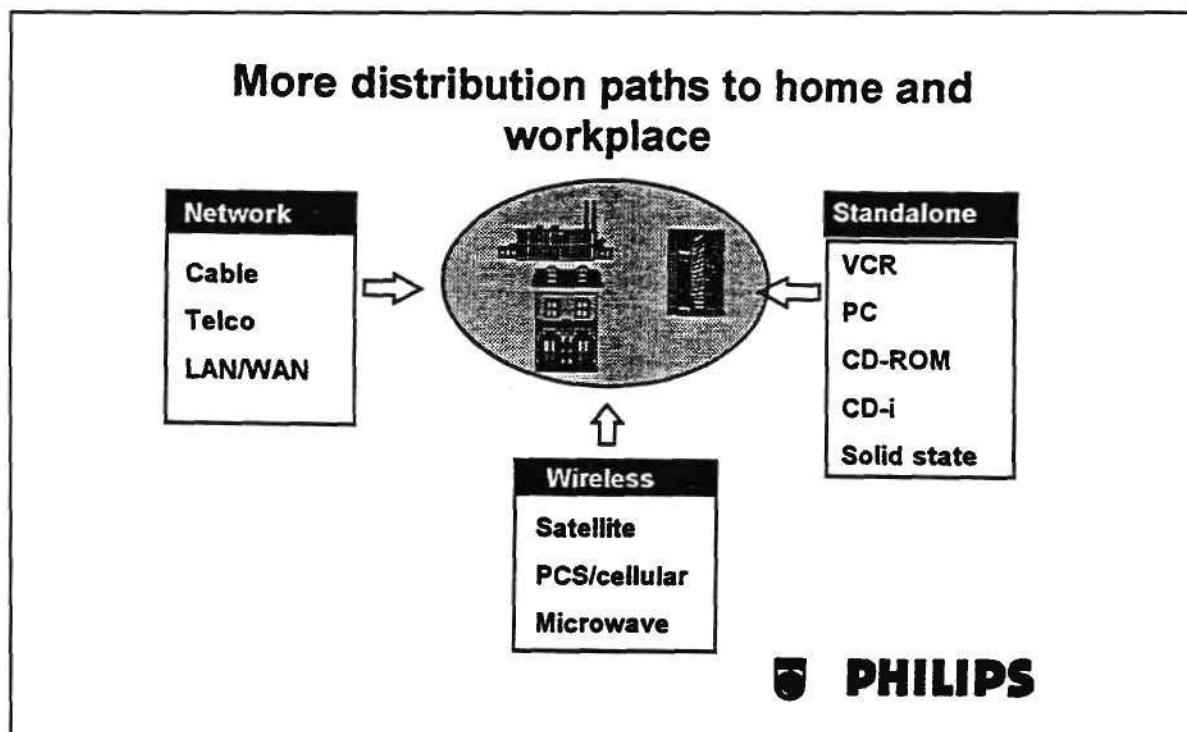 More distribution paths to home and
workplace
Network
Cable
Telco
LAN/WAN
Standalone
VCR
PC
CD-ROM
CD-i
Solid state
Wireless
Satellite
PCS/cellular
Microwave
PHILIPS